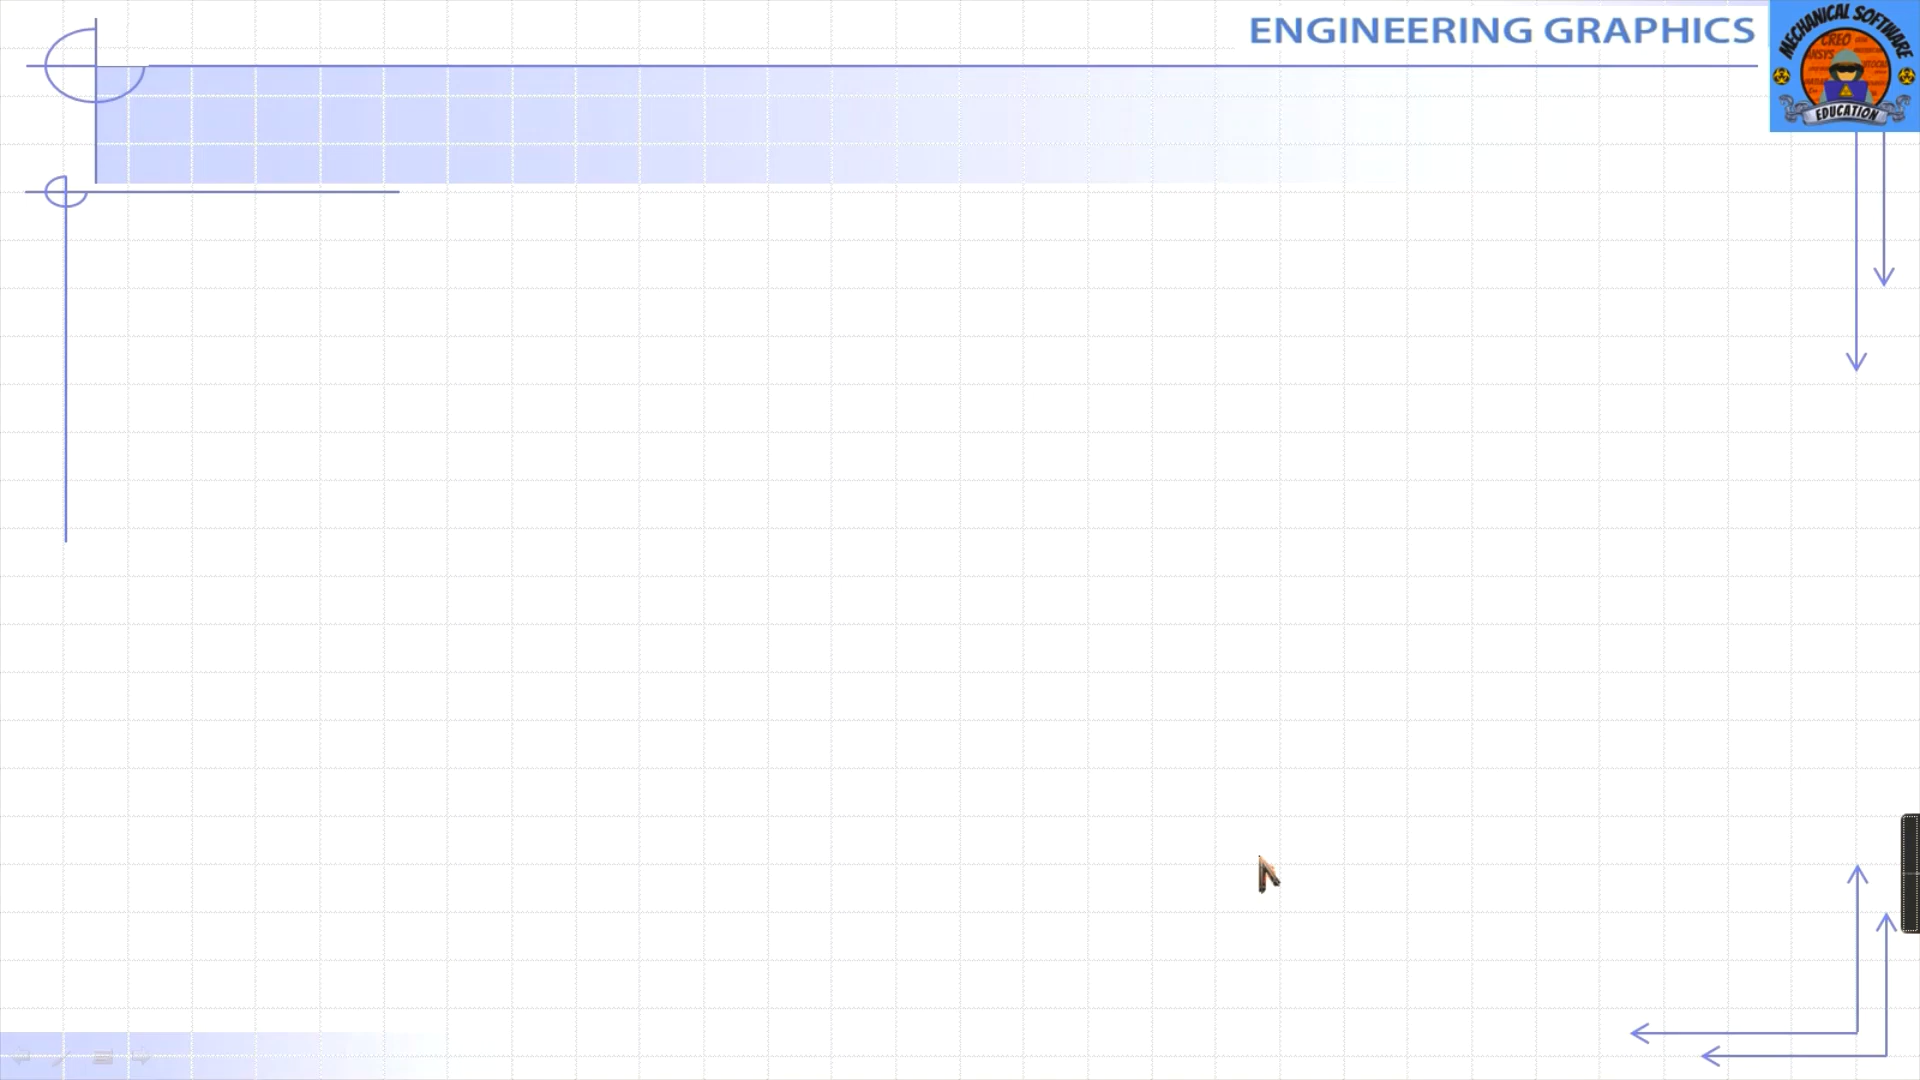 ENGINEERING GRAPHICS
MECHANICAL SOFTWARE
CREO
ANSYS
EDUCATION